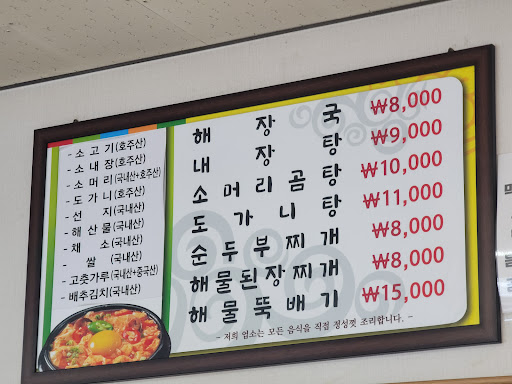 - 소고기(호주산)
- 소내장(호주산)
- 소머리(국내산+호주산)
- 도가니(호주산)
- 선 지(국내산)
- 해산물(국내산)
- 채 소(국내산)
- 쌀 (국내산)
- 고춧가루(국내산+중국산)
- 배추김치(국내산)
해장국 ₩8,000
내장탕 ₩9,000
소머리곰탕 ₩10,000
도가니탕 ₩11,000
순두부찌개 ₩8,000
해물된장찌개 ₩8,000
해물뚝배기 ₩15,000
- 저희 업소는 모든 음식을 직접 정성껏 조리합니다. -